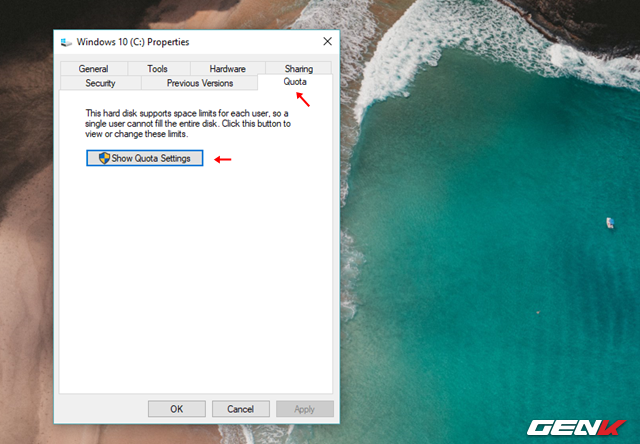 Windows 10 (C:) Properties
General
Tools
Hardware
Sharing
Security
Previous Versions
Quota
This hard disk supports space limits for each user, so a
single user cannot fill the entire disk. Click this button to
view or change these limits.
Show Quota Settings
OK
Cancel
Apply
GENK